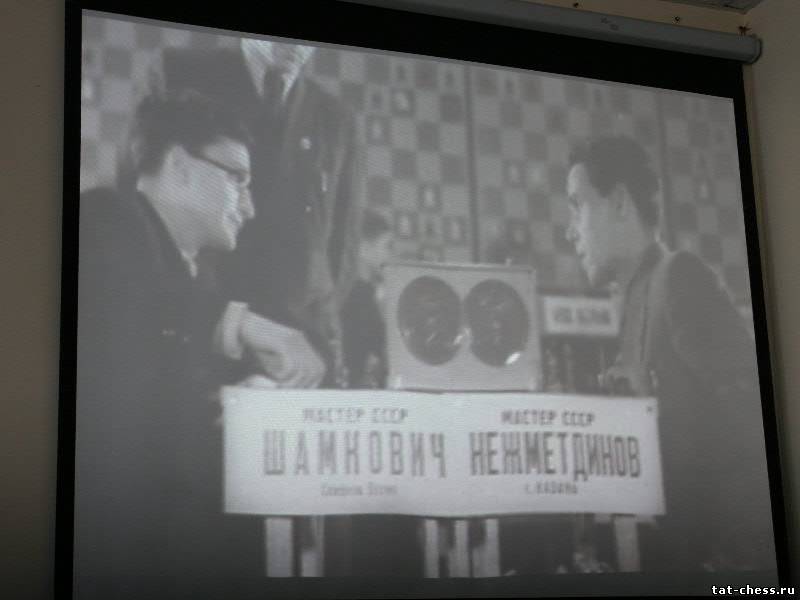 МАСТЕР СССР
ШАМКОВИЧ
МАСТЕР СССР
НЕЖМЕТДИНОВ
г. КАЗАНЬ
tat-chess.ru